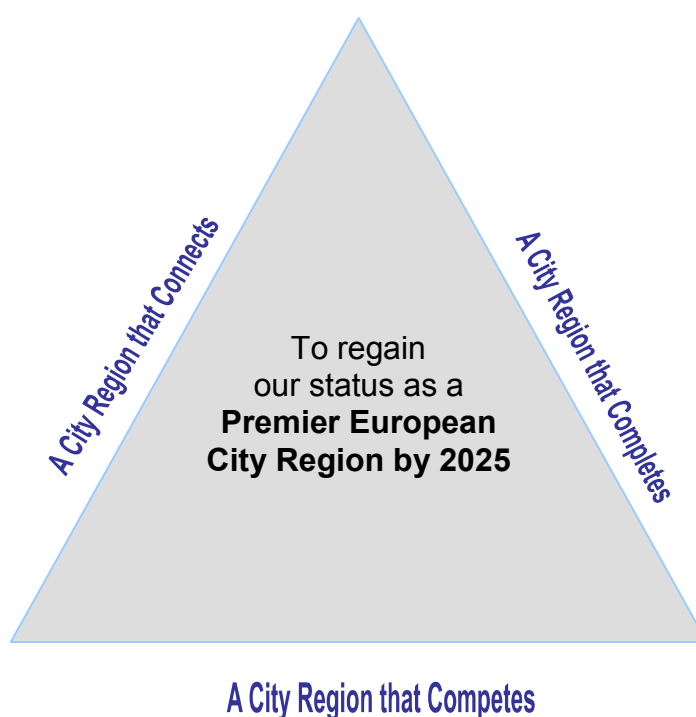 A City Region that Connects
A City Region that Completes
To regain
our status as a
Premier European
City Region by 2025
A City Region that Competes